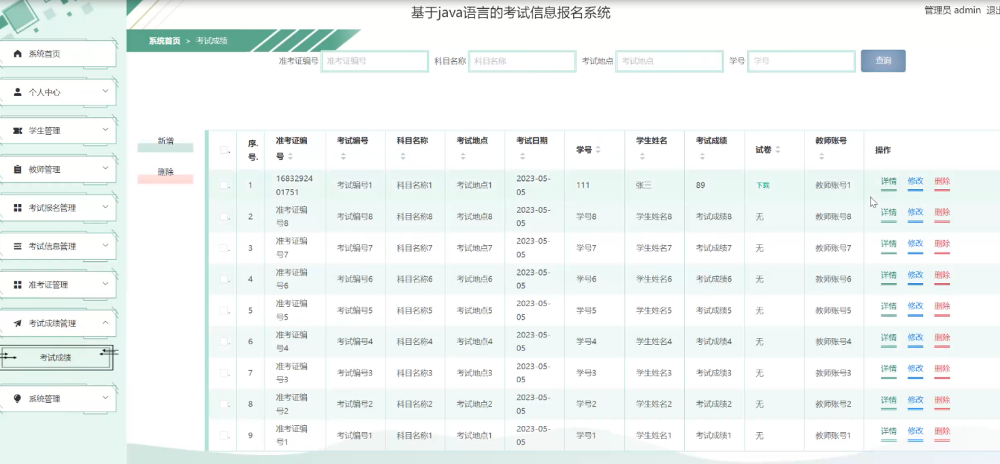 基于java语言的考试信息报名系统
管理员 admin 退出
系统首页 > 考试成绩
系统首页
个人中心
学生管理
教师管理
考试报名管理
考试信息管理
准考证管理
考试成绩管理
考试成绩
系统管理
准考证编号 准考证编号 科目名称 科目名称 考试地点 考试地点 学号 学号 查询
新增
删除
序号 准考证编号 考试编号 科目名称 考试地点 考试日期 学号 学生姓名 考试成绩 试卷 教师账号 操作
1 1683292401751 考试编号1 科目名称1 考试地点1 2023-05-05 111 张三 89 下载 教师账号1 详情 修改 删除
2 准考证编号8 考试编号8 科目名称8 考试地点8 2023-05-05 学号8 学生姓名8 考试成绩8 无 教师账号8 详情 修改 删除
3 准考证编号7 考试编号7 科目名称7 考试地点7 2023-05-05 学号7 学生姓名7 考试成绩7 无 教师账号7 详情 修改 删除
4 准考证编号6 考试编号6 科目名称6 考试地点6 2023-05-05 学号6 学生姓名6 考试成绩6 无 教师账号6 详情 修改 删除
5 准考证编号5 考试编号5 科目名称5 考试地点5 2023-05-05 学号5 学生姓名5 考试成绩5 无 教师账号5 详情 修改 删除
6 准考证编号4 考试编号4 科目名称4 考试地点4 2023-05-05 学号4 学生姓名4 考试成绩4 无 教师账号4 详情 修改 删除
7 准考证编号3 考试编号3 科目名称3 考试地点3 2023-05-05 学号3 学生姓名3 考试成绩3 无 教师账号3 详情 修改 删除
8 准考证编号2 考试编号2 科目名称2 考试地点2 2023-05-05 学号2 学生姓名2 考试成绩2 无 教师账号2 详情 修改 删除
9 准考证编号1 考试编号1 科目名称1 考试地点1 2023-05-05 学号1 学生姓名1 考试成绩1 无 教师账号1 详情 修改 删除